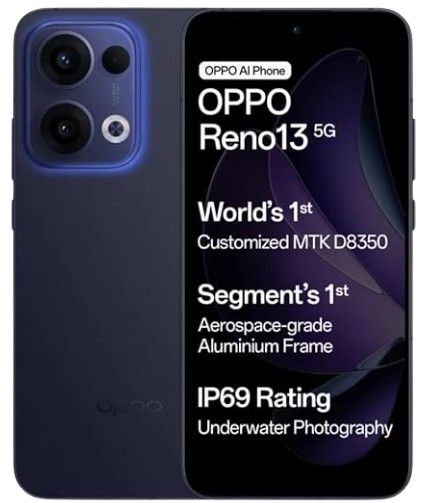 OPPO AI Phone
OPPO
Reno13 5G
World's 1st
Customized MTK D8350
Segment's 1st
Aerospace-grade
Aluminium Frame
IP69 Rating
Underwater Photography
oppo